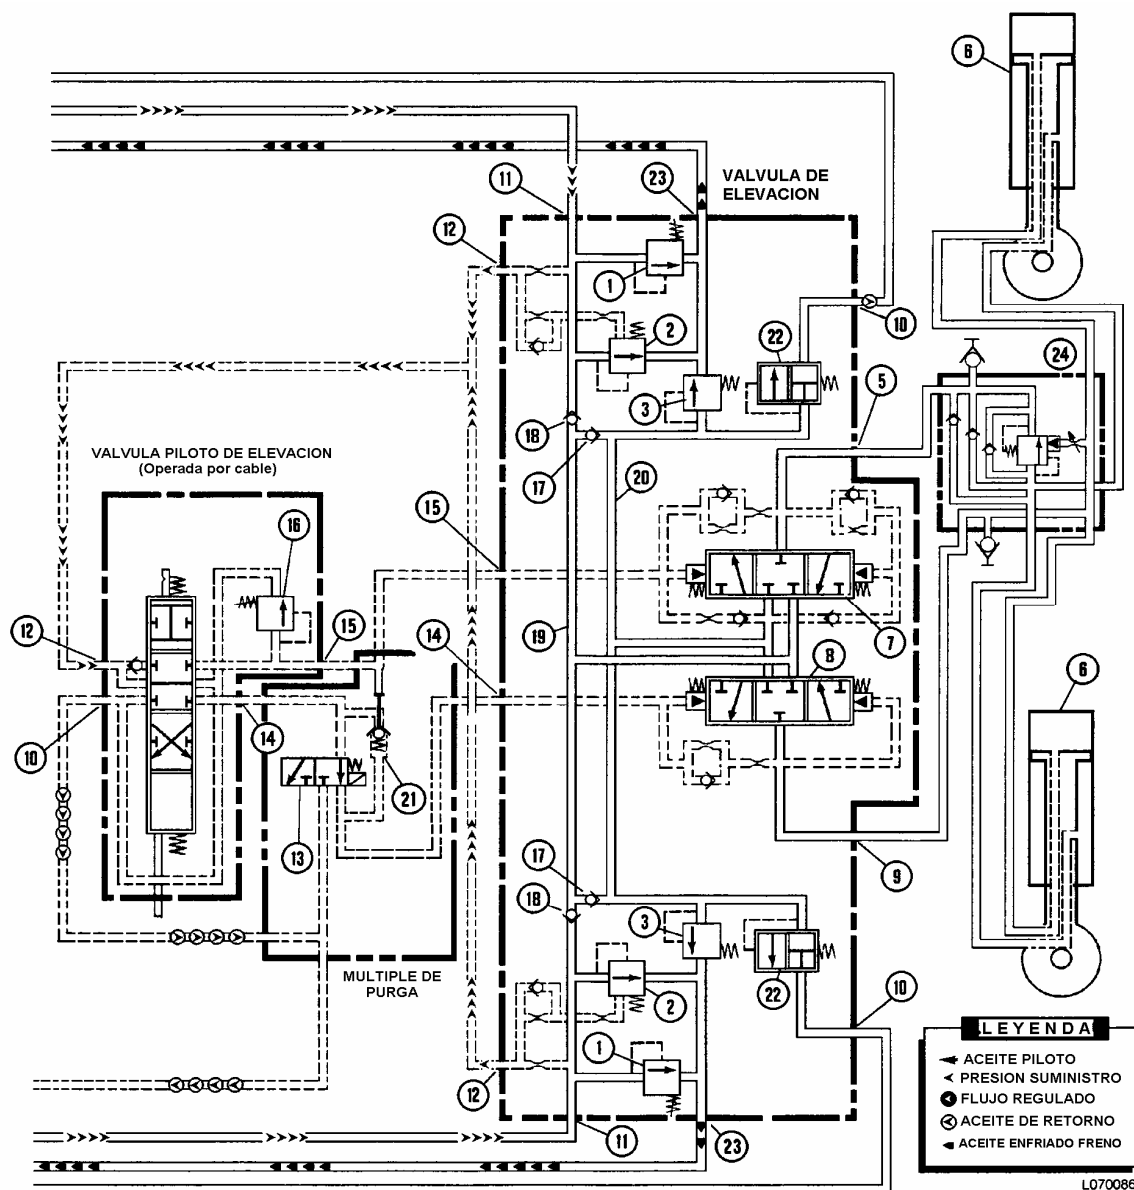 6
11
23
VALVULA DE
ELEVACION
12
1
2
22
10
24
3
5
18
VALVULA PILOTO DE ELEVACION
(Operada por cable)
17
20
15
16
12
15
19
7
14
8
6
10
14
21
13
17
9
18
3
MULTIPLE DE
PURGA
22
2
10
1
LEYENDA
ACEITE PILOTO
PRESION SUMINISTRO
12
FLUJO REGULADO
11
23
ACEITE DE RETORNO
ACEITE ENFRIADO FRENO
L070086